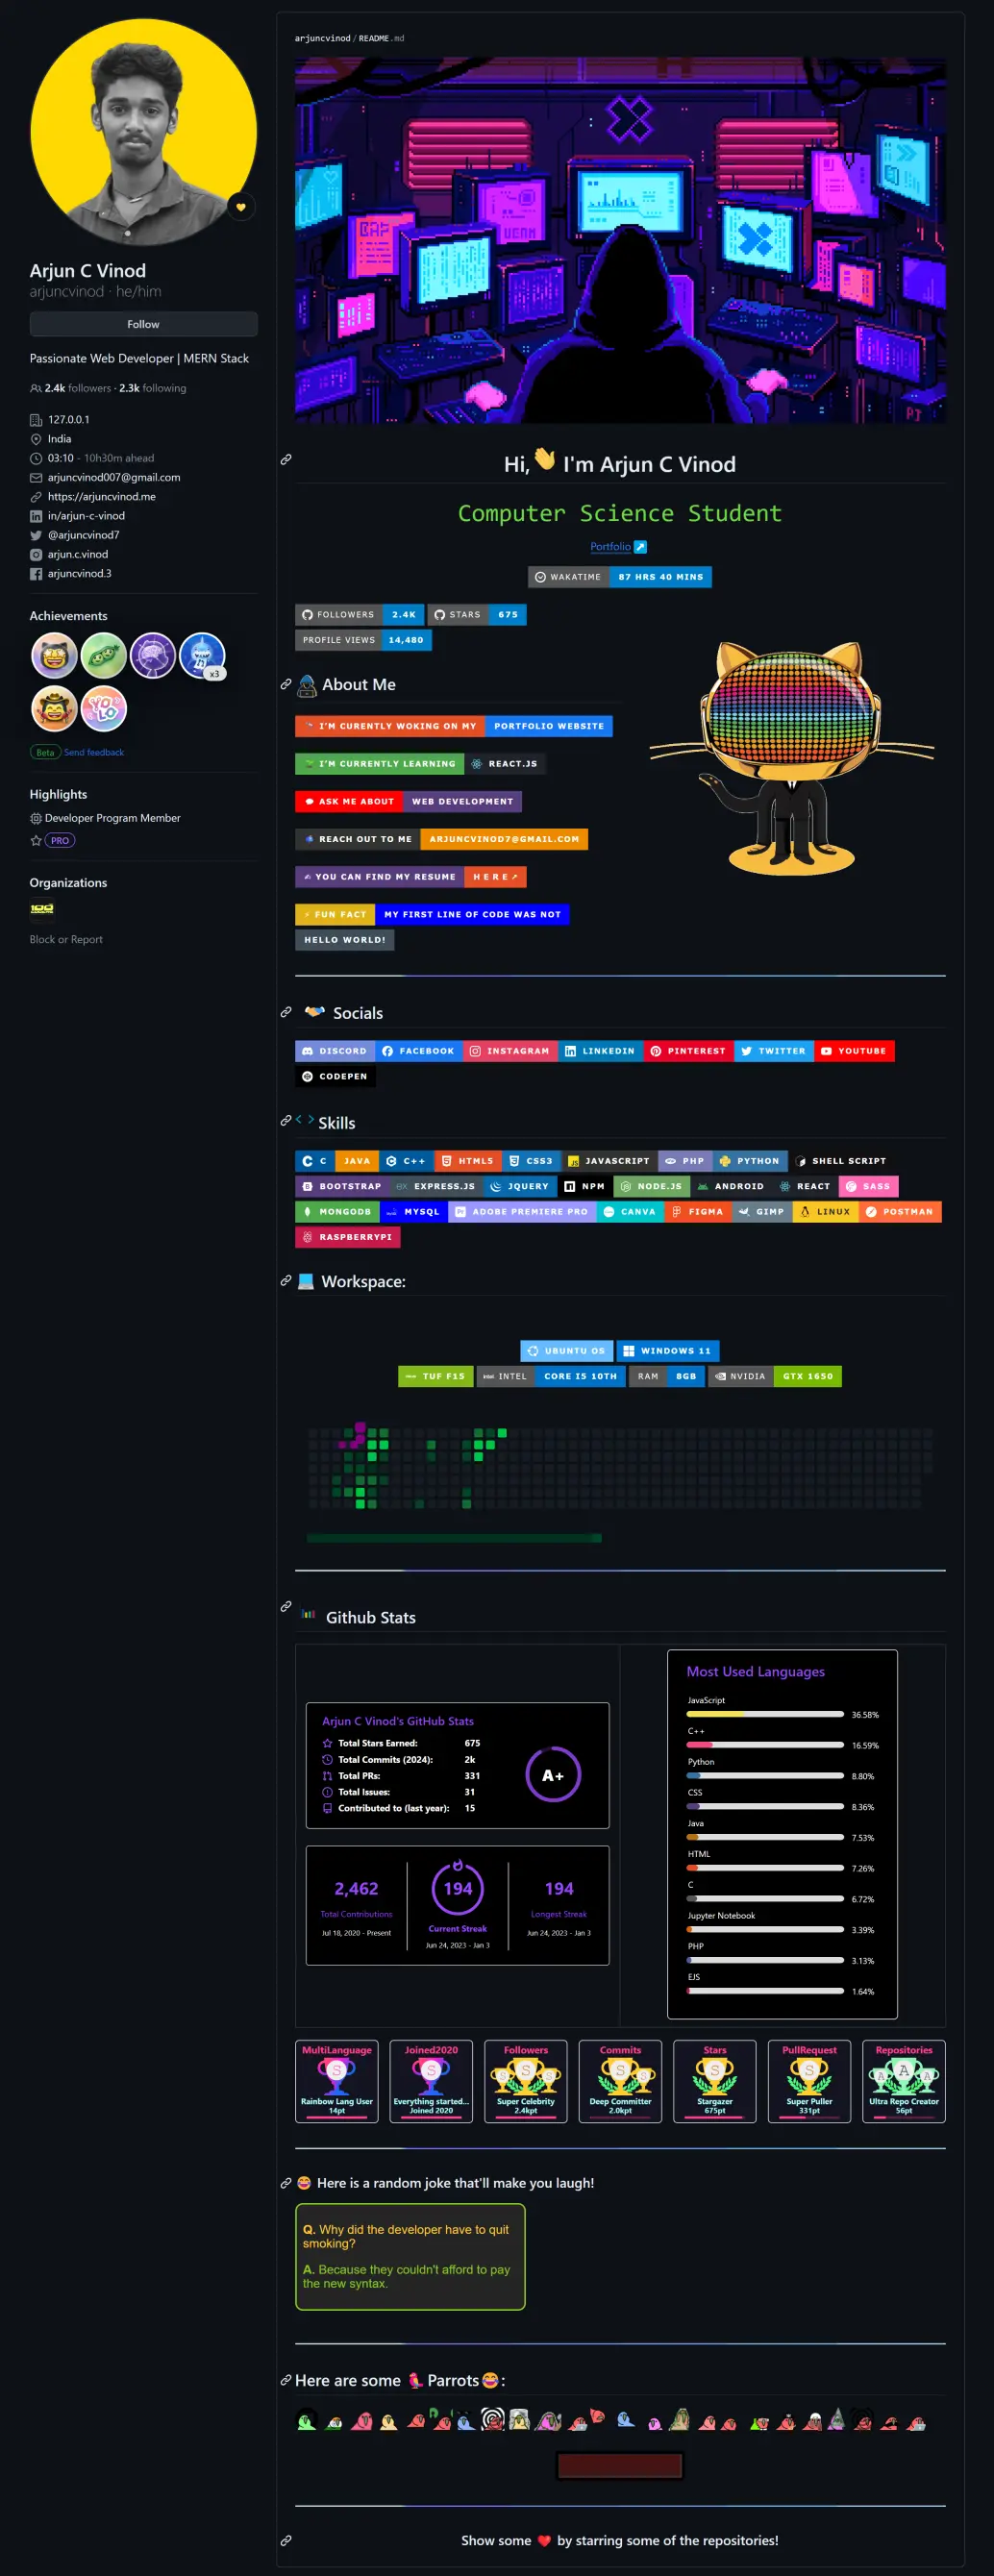 Arjun C Vinod
arjuncvinod · he/him
Follow
Passionate Web Developer | MERN Stack
2.4k followers · 2.3k following
127.0.0.1
India
03:10 - 10h30m ahead
arjuncvinod007@gmail.com
https://arjuncvinod.me
in/arjun-c-vinod
@arjuncvinod7
arjun.c.vinod
arjuncvinod.3
Achievements
x3
YOLO
Beta Send feedback
Highlights
Developer Program Member
PRO
Organizations
100
Block or Report
arjuncvinod/README.md
Hi, I'm Arjun C Vinod
Computer Science Student
Portfolio
WAKATIME 87 HRS 40 MINS
FOLLOWERS 2.4K STARS 675
PROFILE VIEWS 14,480
About Me
I'M CURENTLY WOKING ON MY PORTFOLIO WEBSITE
I'M CURRENTLY LEARNING REACT.JS
ASK ME ABOUT WEB DEVELOPMENT
REACH OUT TO ME ARJUNCVINOD7@GMAIL.COM
YOU CAN FIND MY RESUME HERE↗
⚡ FUN FACT MY FIRST LINE OF CODE WAS NOT
HELLO WORLD!
Socials
DISCORD FACEBOOK INSTAGRAM LINKEDIN PINTEREST TWITTER YOUTUBE
CODEPEN
Skills
C JAVA C++ HTML5 CSS3 JAVASCRIPT PHP PYTHON SHELL SCRIPT
BOOTSTRAP EXPRESS.JS JQUERY NPM NODE.JS ANDROID REACT SASS
MONGODB MYSQL ADOBE PREMIERE PRO CANVA FIGMA GIMP LINUX POSTMAN
RASPBERRYPI
Workspace:
UBUNTU OS WINDOWS 11
TUF F15 INTEL CORE I5 10TH RAM 8GB NVIDIA GTX 1650
Github Stats
Arjun C Vinod's GitHub Stats
Total Stars Earned: 675
Total Commits (2024): 2k
Total PRs: 331
Total Issues: 31
Contributed to (last year): 15
A+
2,462 194 194
Total Contributions Current Streak Longest Streak
Jul 18, 2020 - Present Jun 24, 2023 - Jan 3 Jun 24, 2023 - Jan 3
Most Used Languages
JavaScript
36.58%
C++
16.59%
Python
8.80%
CSS
8.36%
Java
7.53%
HTML
7.26%
C
6.72%
Jupyter Notebook
3.39%
PHP
3.13%
EJS
1.64%
MultiLanguage Joined2020 Followers Commits Stars PullRequest Repositories
S S S S S S S S A A A
Rainbow Lang User Everything started... Super Celebrity Deep Committer Stargazer Super Puller Ultra Repo Creator
14pt Joined 2020 2.4kpt 2.0kpt 675pt 331pt 56pt
Here is a random joke that'll make you laugh!
Q. Why did the developer have to quit
smoking?
A. Because they couldn't afford to pay
the new syntax.
Here are some Parrots :
Show some by starring some of the repositories!